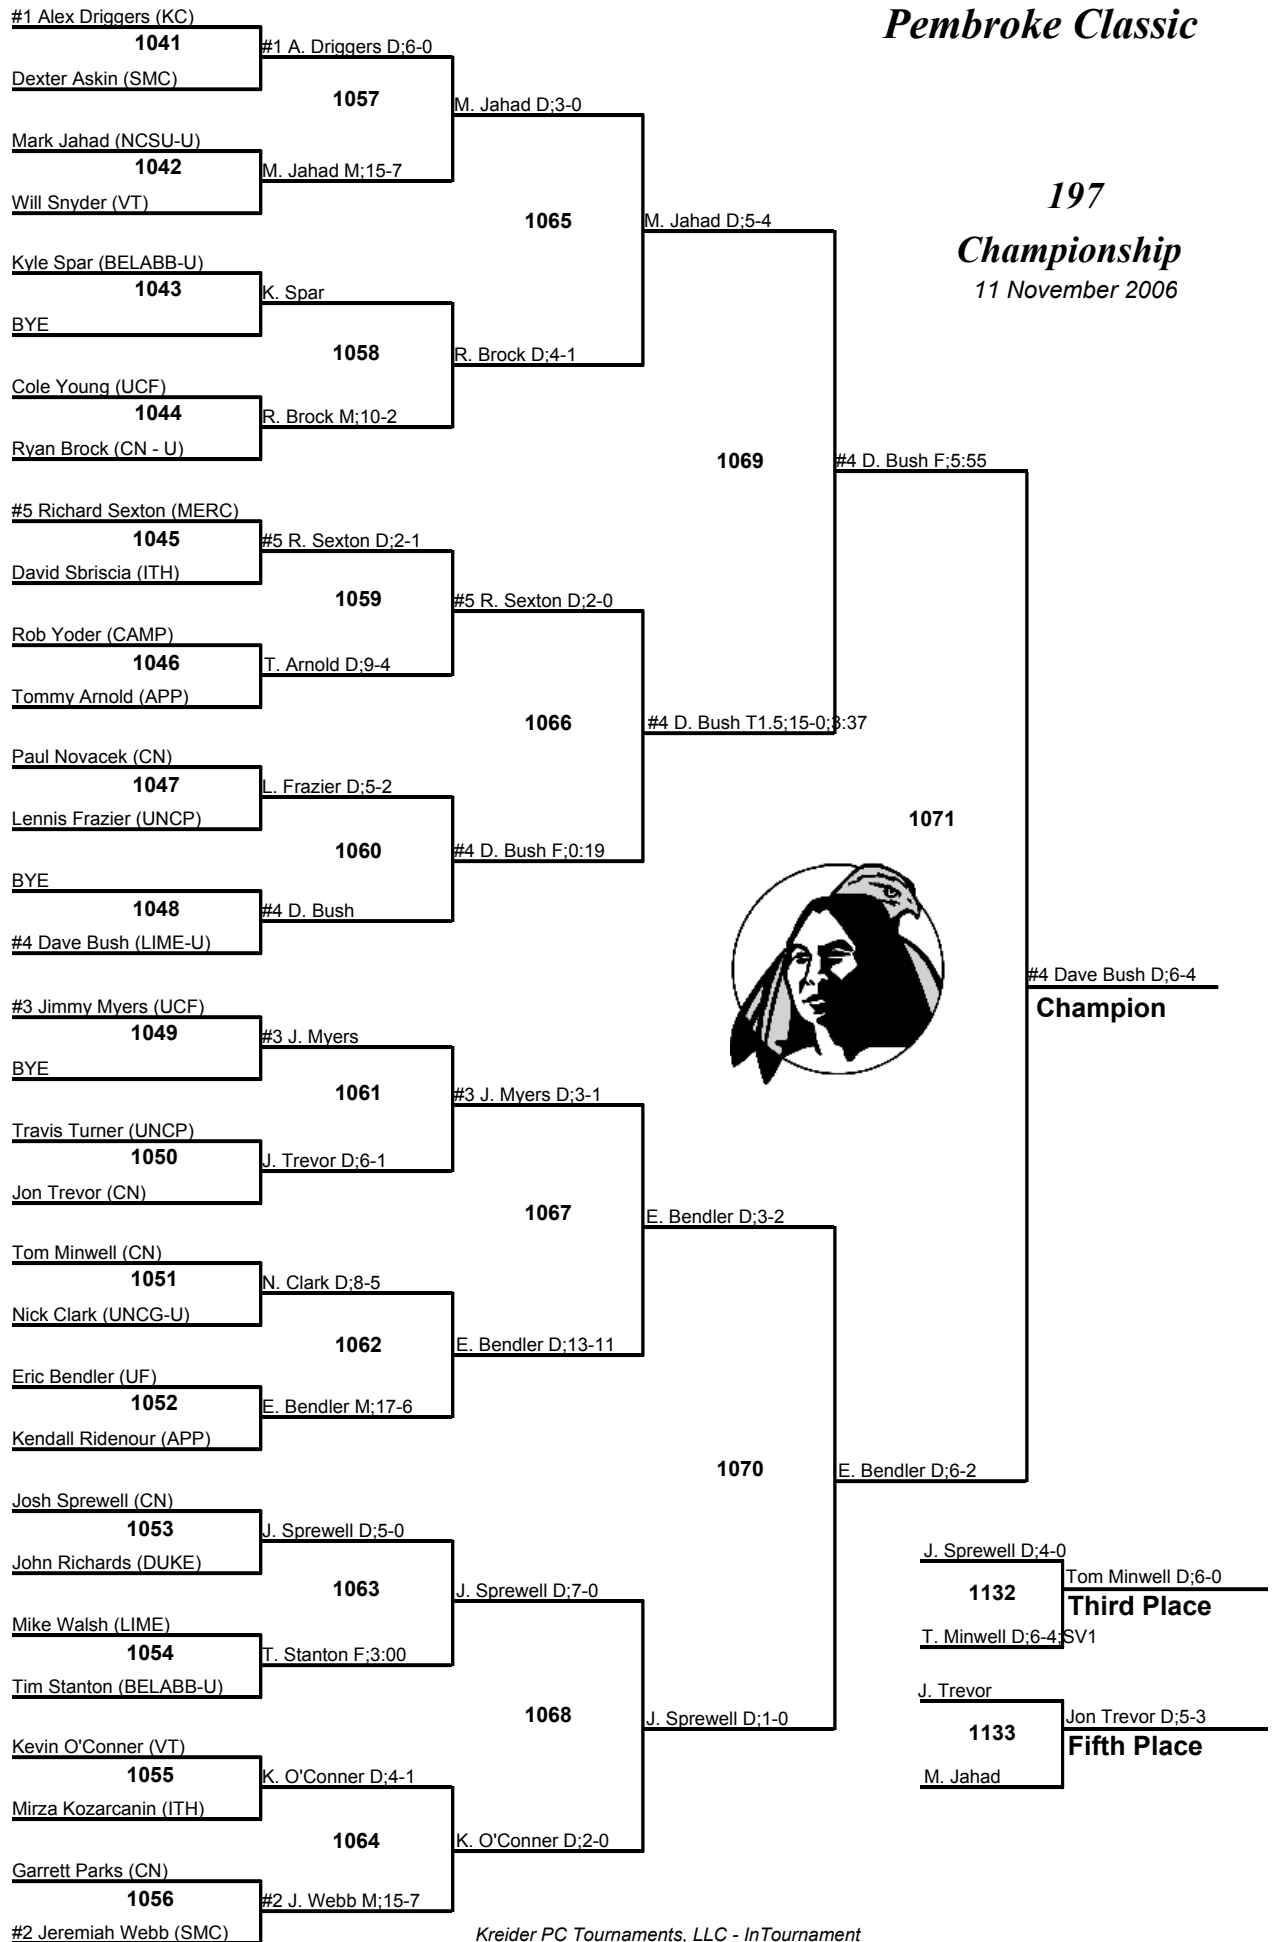 Pembroke Classic
197
Championship
11 November 2006
#1 Alex Driggers (KC)
1041
Dexter Askin (SMC)
Mark Jahad (NCSU-U)
1042
Will Snyder (VT)
Kyle Spar (BELABB-U)
1043
BYE
Cole Young (UCF)
1044
Ryan Brock (CN - U)
#5 Richard Sexton (MERC)
1045
David Sbriscia (ITH)
Rob Yoder (CAMP)
1046
Tommy Arnold (APP)
Paul Novacek (CN)
1047
Lennis Frazier (UNCP)
BYE
1048
#4 Dave Bush (LIME-U)
#3 Jimmy Myers (UCF)
1049
BYE
Travis Turner (UNCP)
1050
Jon Trevor (CN)
Tom Minwell (CN)
1051
Nick Clark (UNCG-U)
Eric Bendler (UF)
1052
Kendall Ridenour (APP)
Josh Sprewell (CN)
1053
John Richards (DUKE)
Mike Walsh (LIME)
1054
Tim Stanton (BELABB-U)
Kevin O'Conner (VT)
1055
Mirza Kozarcanin (ITH)
Garrett Parks (CN)
1056
#2 Jeremiah Webb (SMC)
#1 A. Driggers D;6-0
1057
M. Jahad M;15-7
K. Spar
1058
R. Brock M;10-2
#5 R. Sexton D;2-1
1059
T. Arnold D;9-4
L. Frazier D;5-2
1060
#4 D. Bush
#3 J. Myers
1061
J. Trevor D;6-1
N. Clark D;8-5
1062
E. Bendler M;17-6
J. Sprewell D;5-0
1063
T. Stanton F;3:00
K. O'Conner D;4-1
1064
#2 J. Webb M;15-7
M. Jahad D;3-0
1065
R. Brock D;4-1
#5 R. Sexton D;2-0
1066
#4 D. Bush F;0:19
#3 J. Myers D;3-1
1067
E. Bendler D;13-11
J. Sprewell D;7-0
1068
K. O'Conner D;2-0
M. Jahad D;5-4
1069
#4 D. Bush T1.5;15-0;3:37
E. Bendler D;3-2
1070
J. Sprewell D;1-0
#4 D. Bush F;5:55
1071
E. Bendler D;6-2
#4 Dave Bush D;6-4
Champion
J. Sprewell D;4-0
1132
T. Minwell D;6-4;SV1
Tom Minwell D;6-0
Third Place
J. Trevor
1133
M. Jahad
Jon Trevor D;5-3
Fifth Place
Kreider PC Tournaments, LLC - InTournament